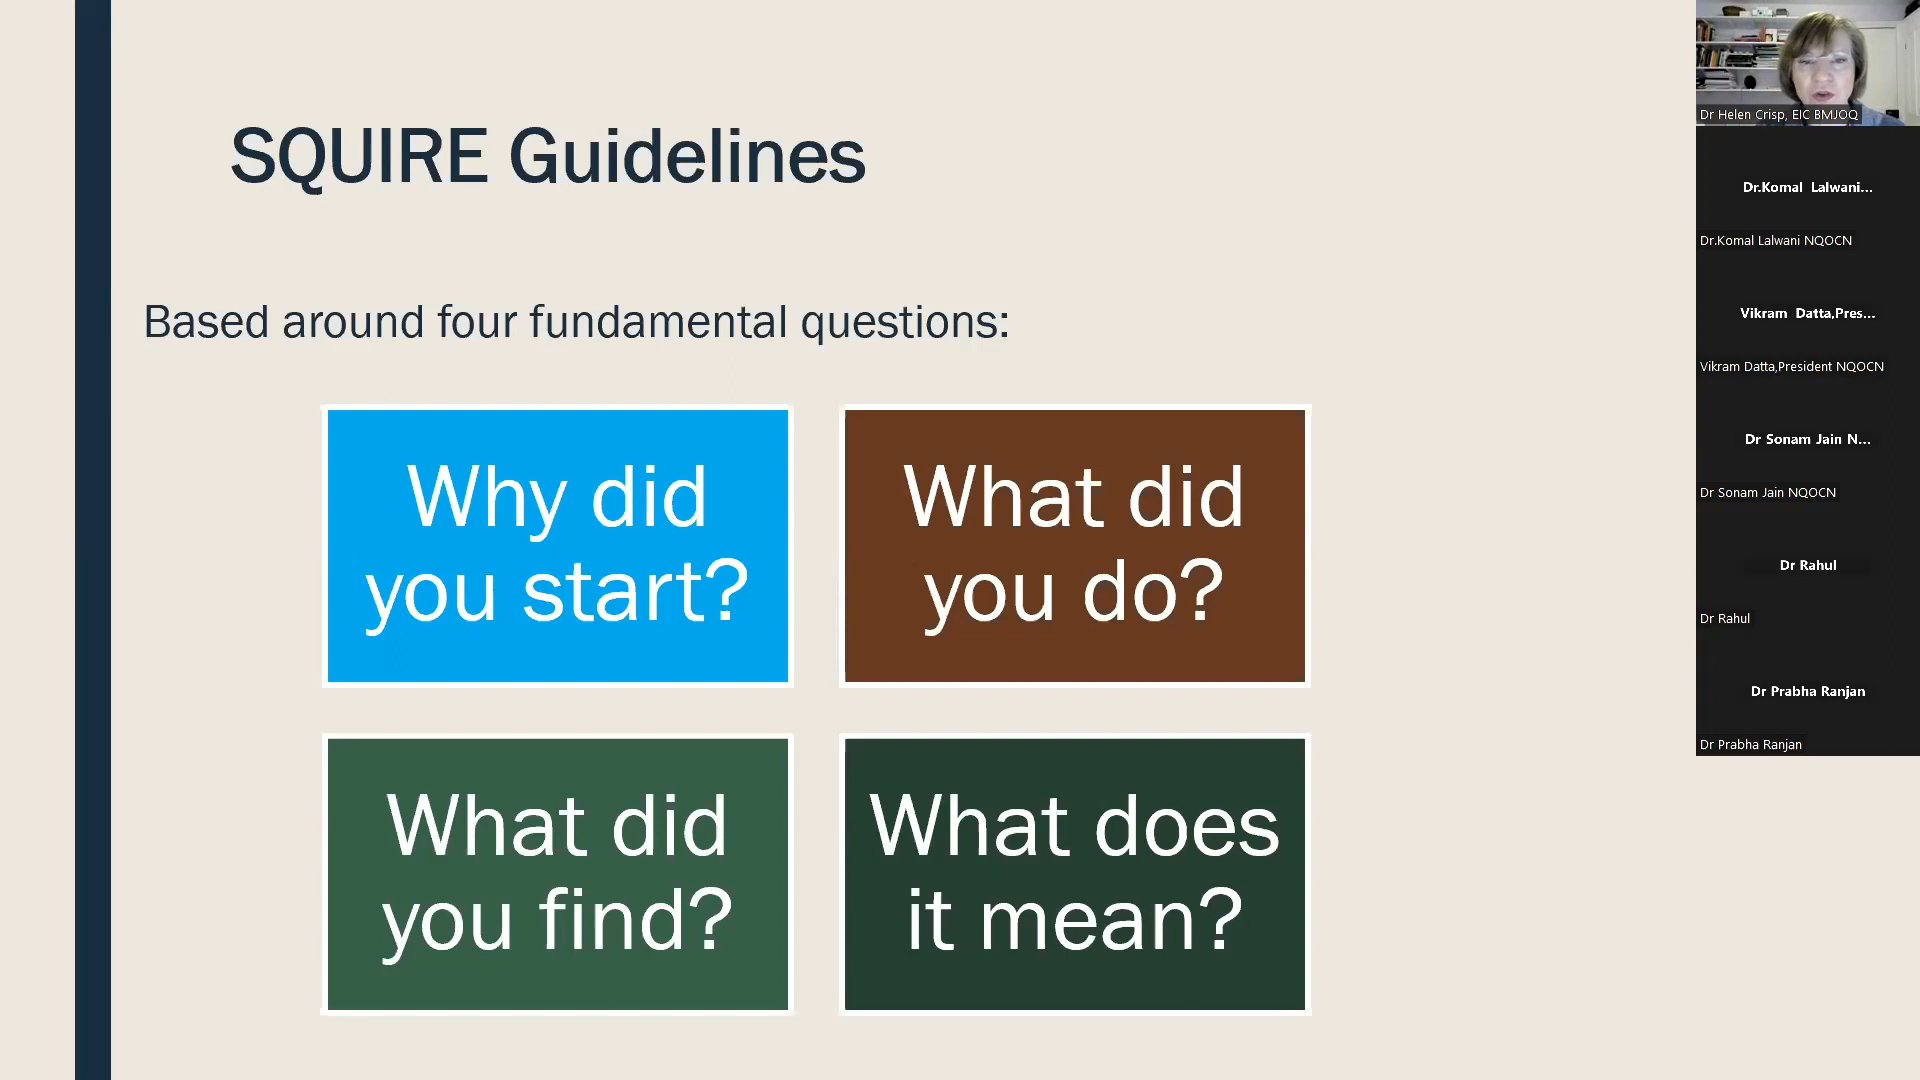 SQUIRE Guidelines
Based around four fundamental questions:
Why did
you start?
What did
you do?
What did
you find?
What does
it mean?
Dr Helen Crisp, EIC BMJOQ
Dr.Komal Lalwani...
Dr.Komal Lalwani NQOCN
Vikram Datta,Pres...
Vikram Datta,President NQOCN
Dr Sonam Jain N...
Dr Sonam Jain NQOCN
Dr Rahul
Dr Rahul
Dr Prabha Ranjan
Dr Prabha Ranjan